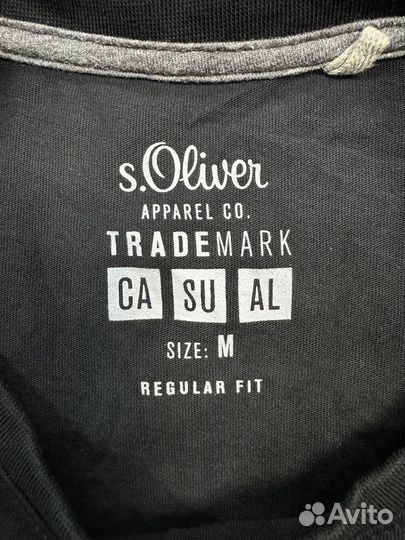 s.Oliver
APPAREL CO.
TRADEMARK
CA SU AL
SIZE: M
REGULAR FIT
Avito